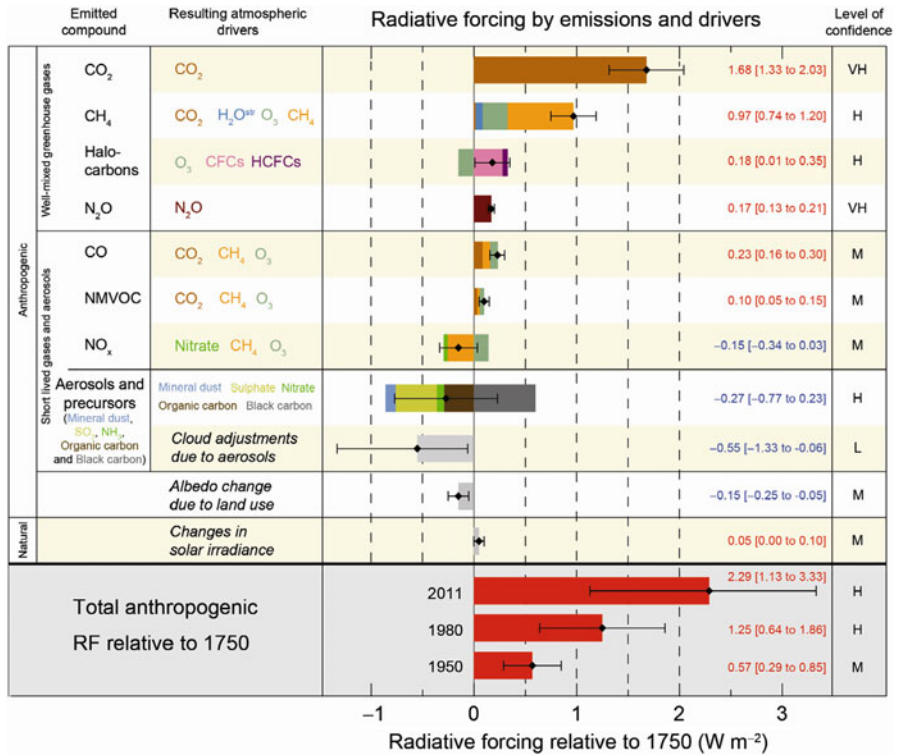 Emitted compound
Resulting atmospheric drivers
Radiative forcing by emissions and drivers
Level of confidence
Anthropogenic
Well-mixed greenhouse gases
CO₂
CO₂
1.68 [1.33 to 2.03]
VH
CH₄
CO₂ H₂Oˢᵗʳ O₃ CH₄
0.97 [0.74 to 1.20]
H
Halo-
carbons
O₃ CFCs HCFCs
0.18 [0.01 to 0.35]
H
N₂O
N₂O
0.17 [0.13 to 0.21]
VH
Short lived gases and aerosols
CO
CO₂ CH₄ O₃
0.23 [0.16 to 0.30]
M
NMVOC
CO₂ CH₄ O₃
0.10 [0.05 to 0.15]
M
NOₓ
Nitrate CH₄ O₃
−0.15 [−0.34 to 0.03]
M
Aerosols and
precursors
(Mineral dust,
SO₂, NH₃,
Organic carbon
and Black carbon)
Mineral dust Sulphate Nitrate
Organic carbon Black carbon
−0.27 [−0.77 to 0.23]
H
Cloud adjustments
due to aerosols
−0.55 [−1.33 to −0.06]
L
Albedo change
due to land use
−0.15 [−0.25 to -0.05]
M
Natural
Changes in
solar irradiance
0.05 [0.00 to 0.10]
M
Total anthropogenic
RF relative to 1750
2011
2.29 [1.13 to 3.33]
H
1980
1.25 [0.64 to 1.86]
H
1950
0.57 [0.29 to 0.85]
M
−1 0 1 2 3
Radiative forcing relative to 1750 (W m⁻²)